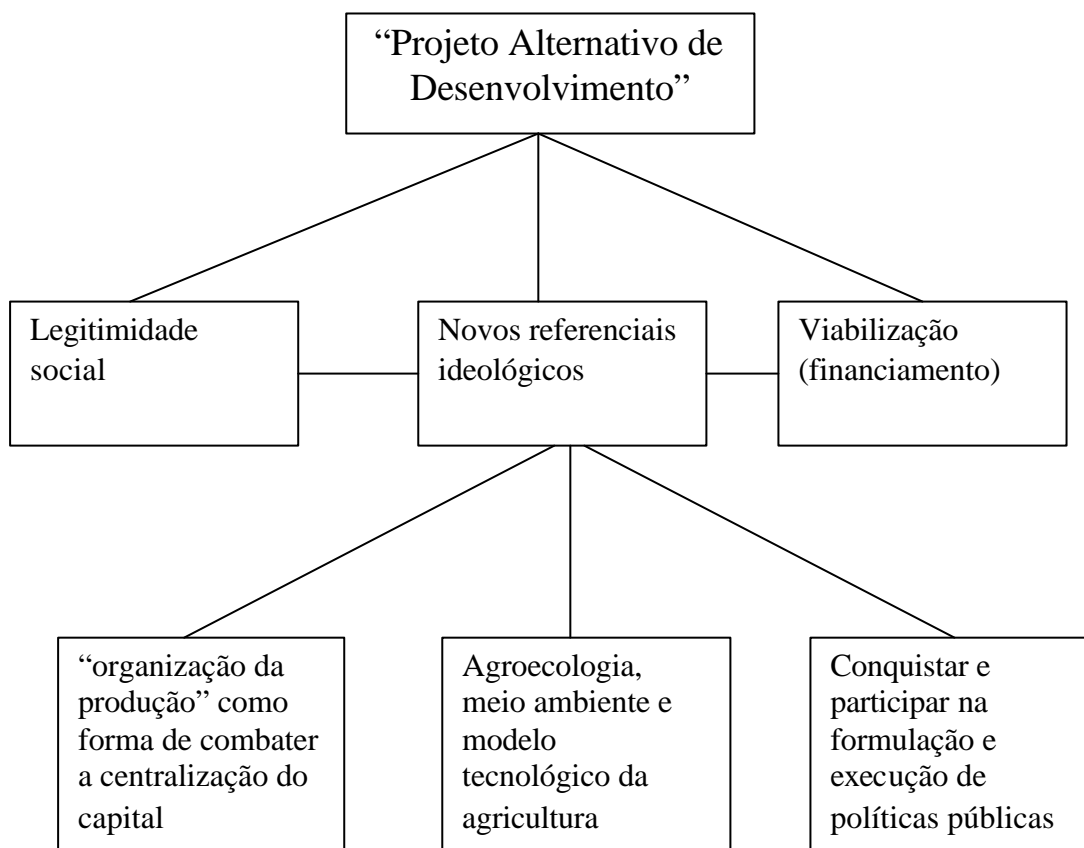 “Projeto Alternativo de
Desenvolvimento”
Legitimidade
social
Novos referenciais
ideológicos
Viabilização
(financiamento)
“organização da
produção” como
forma de combater
a centralização do
capital
Agroecologia,
meio ambiente e
modelo
tecnológico da
agricultura
Conquistar e
participar na
formulação e
execução de
políticas públicas